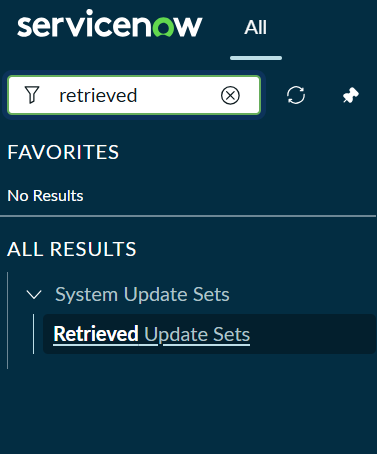 servicenow
All
retrieved
FAVORITES
No Results
ALL RESULTS
System Update Sets
Retrieved Update Sets